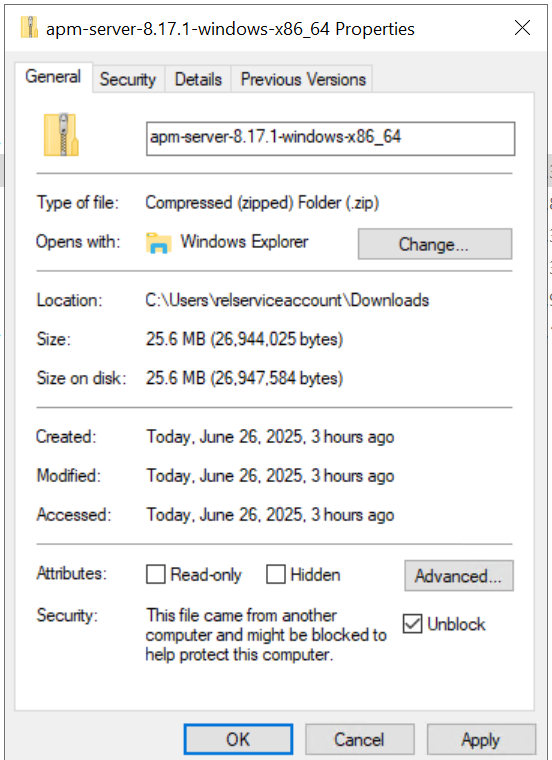 apm-server-8.17.1-windows-x86_64 Properties
General Security Details Previous Versions
apm-server-8.17.1-windows-x86_64
Type of file: Compressed (zipped) Folder (.zip)
Opens with: Windows Explorer Change...
Location: C:\Users\relserviceaccount\Downloads
Size: 25.6 MB (26,944,025 bytes)
Size on disk: 25.6 MB (26,947,584 bytes)
Created: Today, June 26, 2025, 3 hours ago
Modified: Today, June 26, 2025, 3 hours ago
Accessed: Today, June 26, 2025, 3 hours ago
Attributes: Read-only Hidden Advanced...
Security: This file came from another
computer and might be blocked to
help protect this computer.
Unblock
OK Cancel Apply